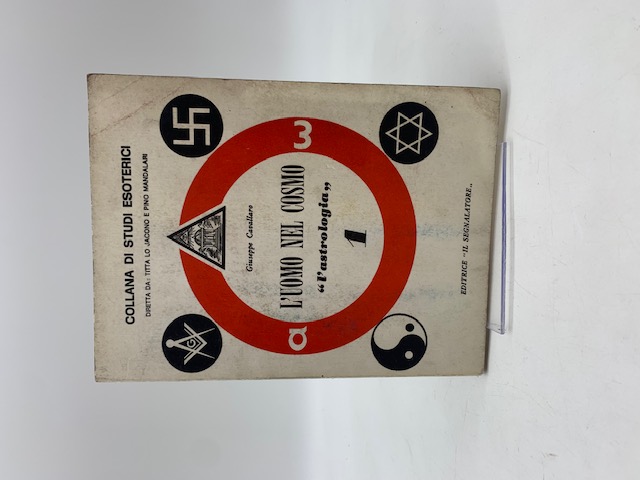 COLLANA DI STUDI ESOTERICI
DIRETTA DA: TITTA LO JACONO E PINO MANDALARI
Giuseppe Cavallaro
α ω
L'UOMO NEL COSMO
“l'astrologia„
1
EDITRICE “IL SEGNALATORE„